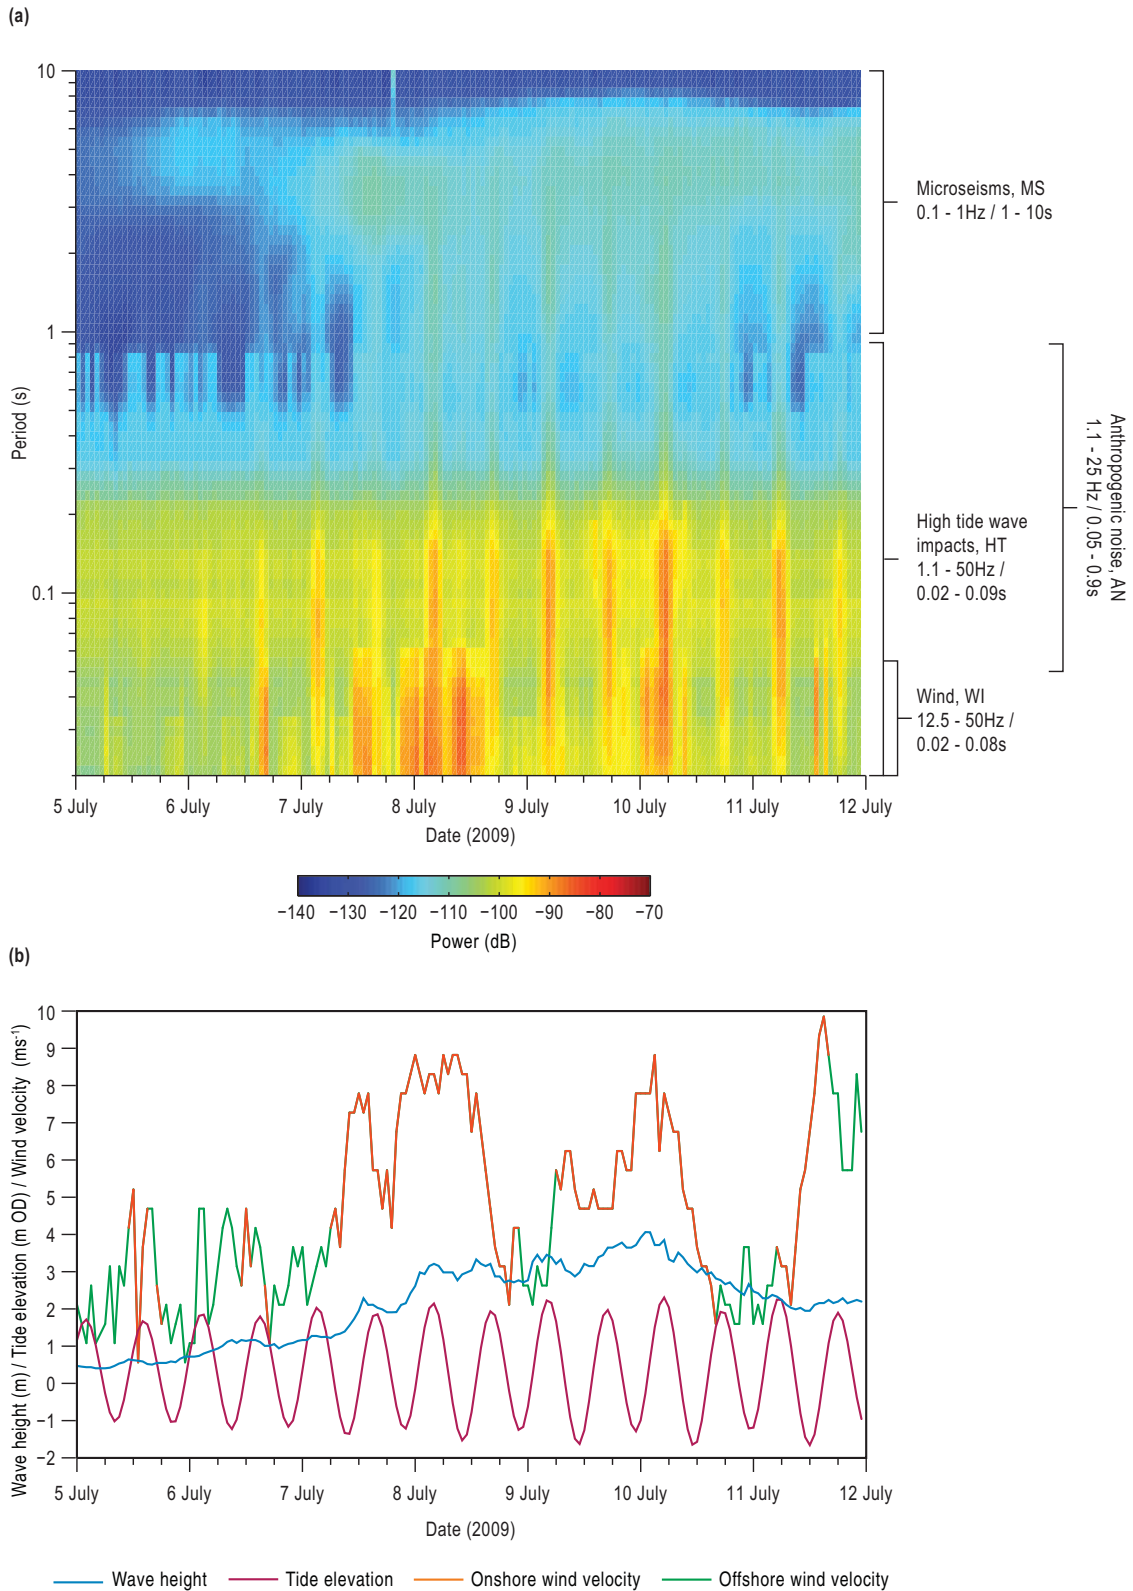 (a)
10
1
0.1
Period (s)
5 July
6 July
7 July
8 July
9 July
10 July
11 July
12 July
Date (2009)
Microseisms, MS
0.1 - 1Hz / 1 - 10s
High tide wave
impacts, HT
1.1 - 50Hz /
0.02 - 0.09s
Wind, WI
12.5 - 50Hz /
0.02 - 0.08s
Anthropogenic noise, AN
1.1 - 25 Hz / 0.05 - 0.9s
−140 −130 −120 −110 −100 −90 −80 −70
Power (dB)
(b)
Wave height (m) / Tide elevation (m OD) / Wind velocity (ms⁻¹)
10
9
8
7
6
5
4
3
2
1
0
−1
−2
5 July
6 July
7 July
8 July
9 July
10 July
11 July
12 July
Date (2009)
Wave height
Tide elevation
Onshore wind velocity
Offshore wind velocity